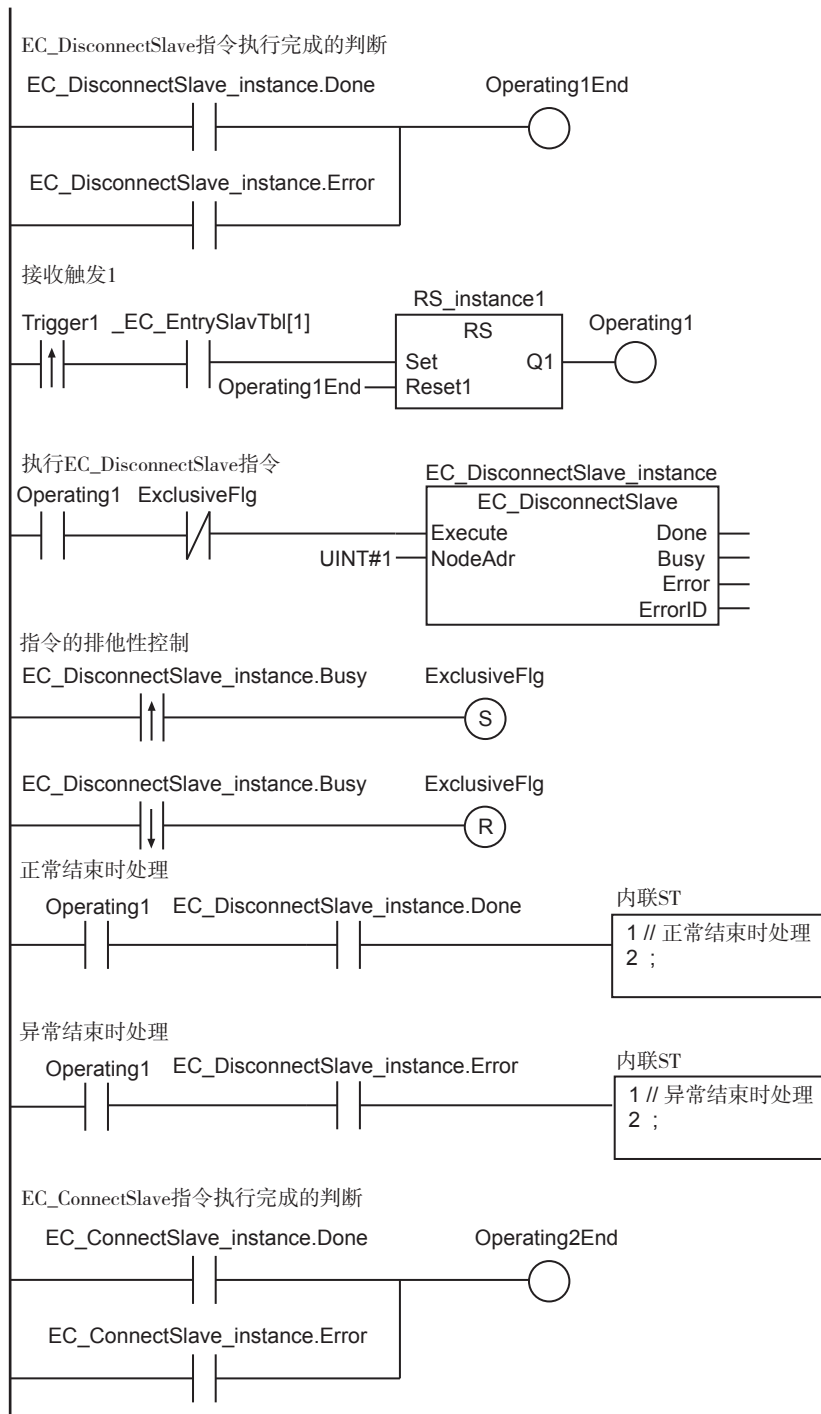 EC_DisconnectSlave指令执行完成的判断
EC_DisconnectSlave_instance.Done Operating1End
EC_DisconnectSlave_instance.Error
接收触发1
RS_instance1
Trigger1 _EC_EntrySlavTbl[1] RS Operating1
Set Q1
Operating1End Reset1
执行EC_DisconnectSlave指令
EC_DisconnectSlave_instance
Operating1 ExclusiveFlg EC_DisconnectSlave
Execute Done
UINT#1 NodeAdr Busy
Error
ErrorID
指令的排他性控制
EC_DisconnectSlave_instance.Busy ExclusiveFlg
S
EC_DisconnectSlave_instance.Busy ExclusiveFlg
R
正常结束时处理
Operating1 EC_DisconnectSlave_instance.Done 内联ST
1 // 正常结束时处理
2 ;
异常结束时处理
Operating1 EC_DisconnectSlave_instance.Error 内联ST
1 // 异常结束时处理
2 ;
EC_ConnectSlave指令执行完成的判断
EC_ConnectSlave_instance.Done Operating2End
EC_ConnectSlave_instance.Error